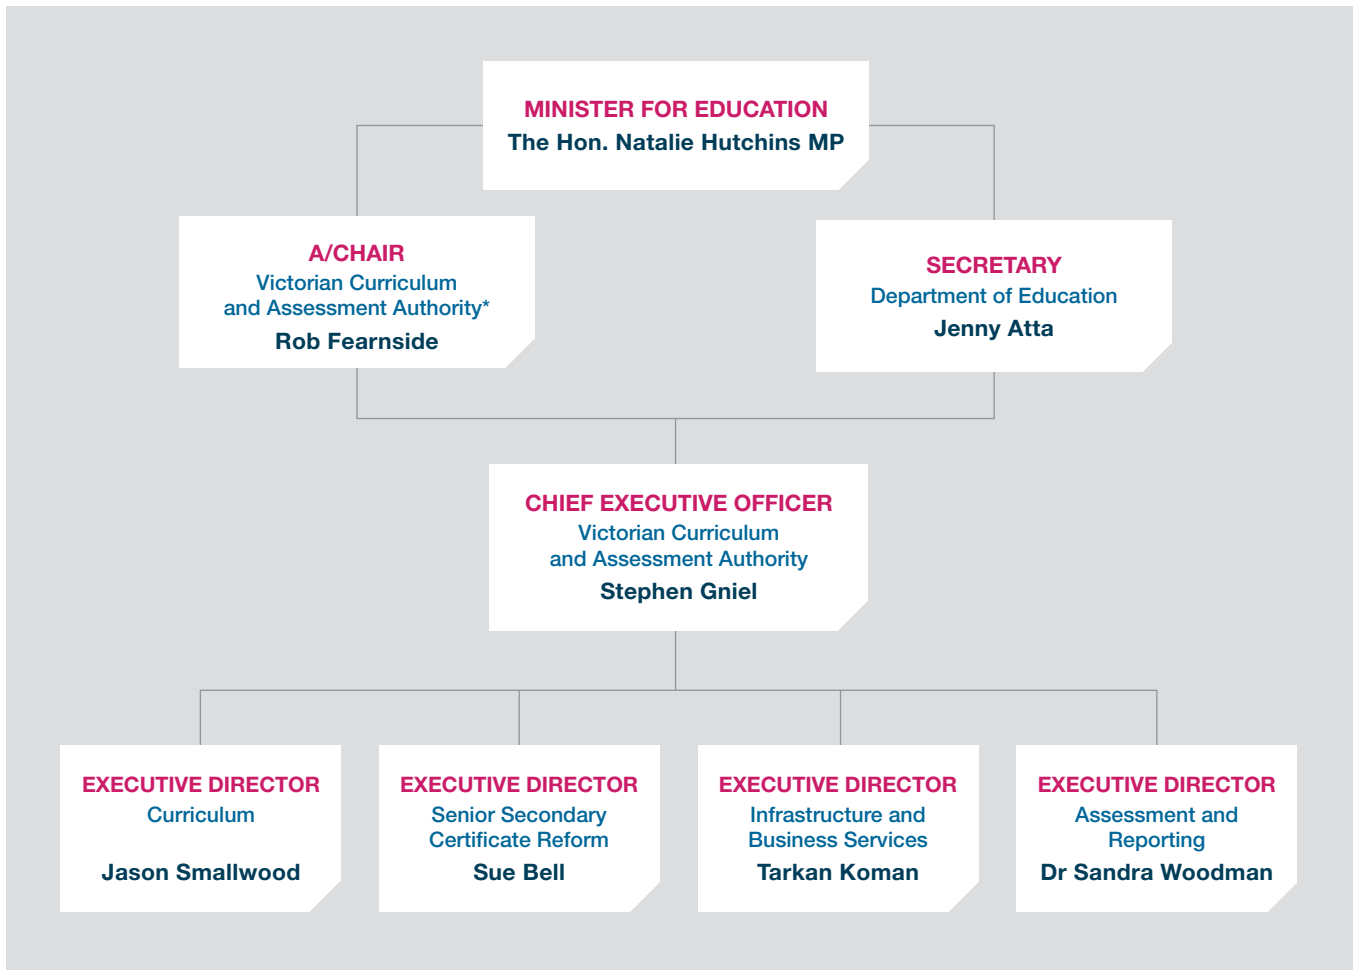 MINISTER FOR EDUCATION
The Hon. Natalie Hutchins MP
A/CHAIR
Victorian Curriculum
and Assessment Authority*
Rob Fearnside
SECRETARY
Department of Education
Jenny Atta
CHIEF EXECUTIVE OFFICER
Victorian Curriculum
and Assessment Authority
Stephen Gniel
EXECUTIVE DIRECTOR
Curriculum
Jason Smallwood
EXECUTIVE DIRECTOR
Senior Secondary
Certificate Reform
Sue Bell
EXECUTIVE DIRECTOR
Infrastructure and
Business Services
Tarkan Koman
EXECUTIVE DIRECTOR
Assessment and
Reporting
Dr Sandra Woodman